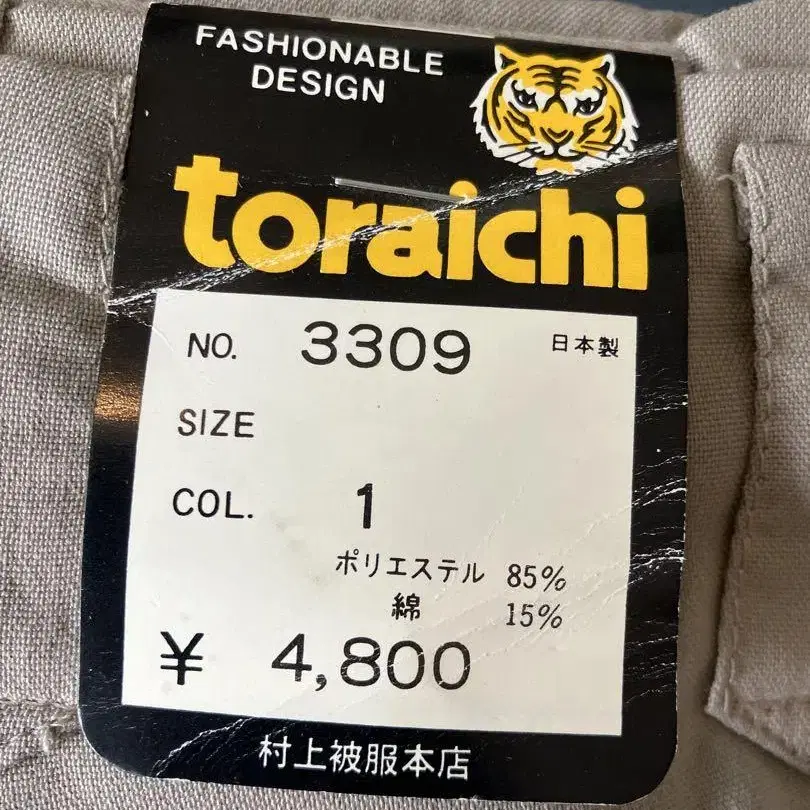 FASHIONABLE
DESIGN
toraichi
NO. 3309 日本製
SIZE
COL. 1
ポリエステル 85%
綿 15%
¥ 4,800
村上被服本店